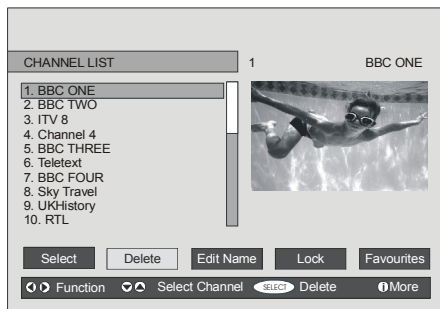 CHANNEL LIST
1 BBC ONE
1. BBC ONE
2. BBC TWO
3. ITV 8
4. Channel 4
5. BBC THREE
6. Teletext
7. BBC FOUR
8. Sky Travel
9. UKHistory
10. RTL
Select Delete Edit Name Lock Favourites
Function Select Channel SELECT Delete i More